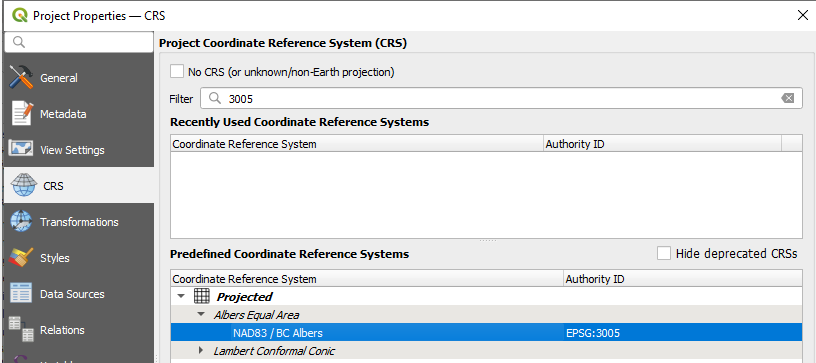 Project Properties — CRS
Project Coordinate Reference System (CRS)
No CRS (or unknown/non-Earth projection)
Filter 3005
Recently Used Coordinate Reference Systems
Coordinate Reference System Authority ID
Predefined Coordinate Reference Systems Hide deprecated CRSs
Coordinate Reference System Authority ID
Projected
Albers Equal Area
NAD83 / BC Albers EPSG:3005
Lambert Conformal Conic
General
Metadata
View Settings
CRS
Transformations
Styles
Data Sources
Relations